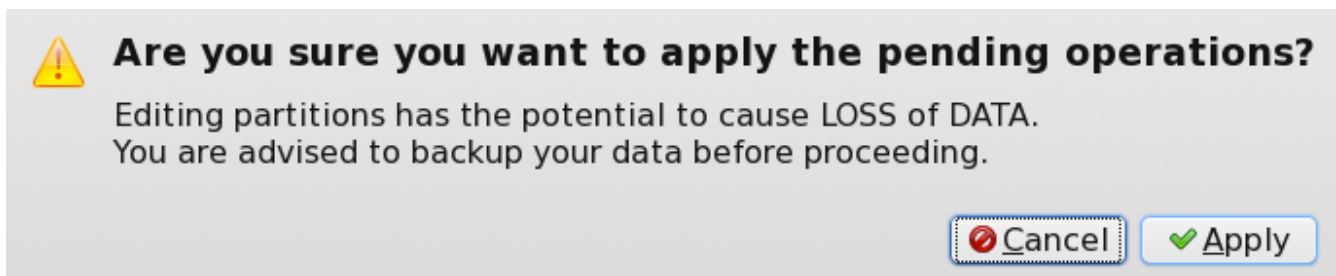 Are you sure you want to apply the pending operations?
Editing partitions has the potential to cause LOSS of DATA.
You are advised to backup your data before proceeding.
Cancel Apply